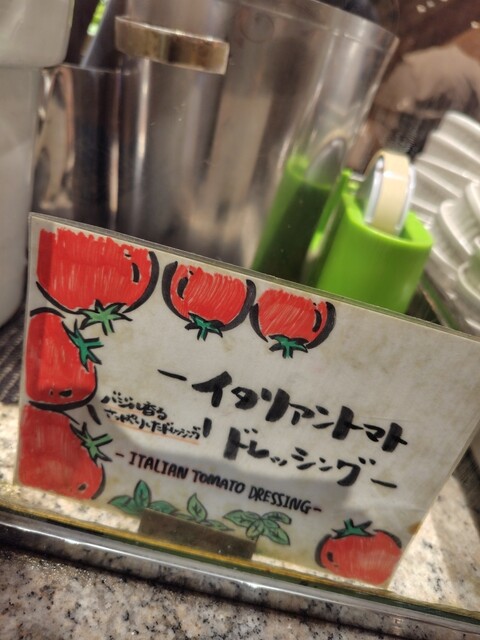 ーイタリアントマト
ドレッシングー
バジル香る
さっぱりしたドレッシング
- ITALIAN TOMATO DRESSING -